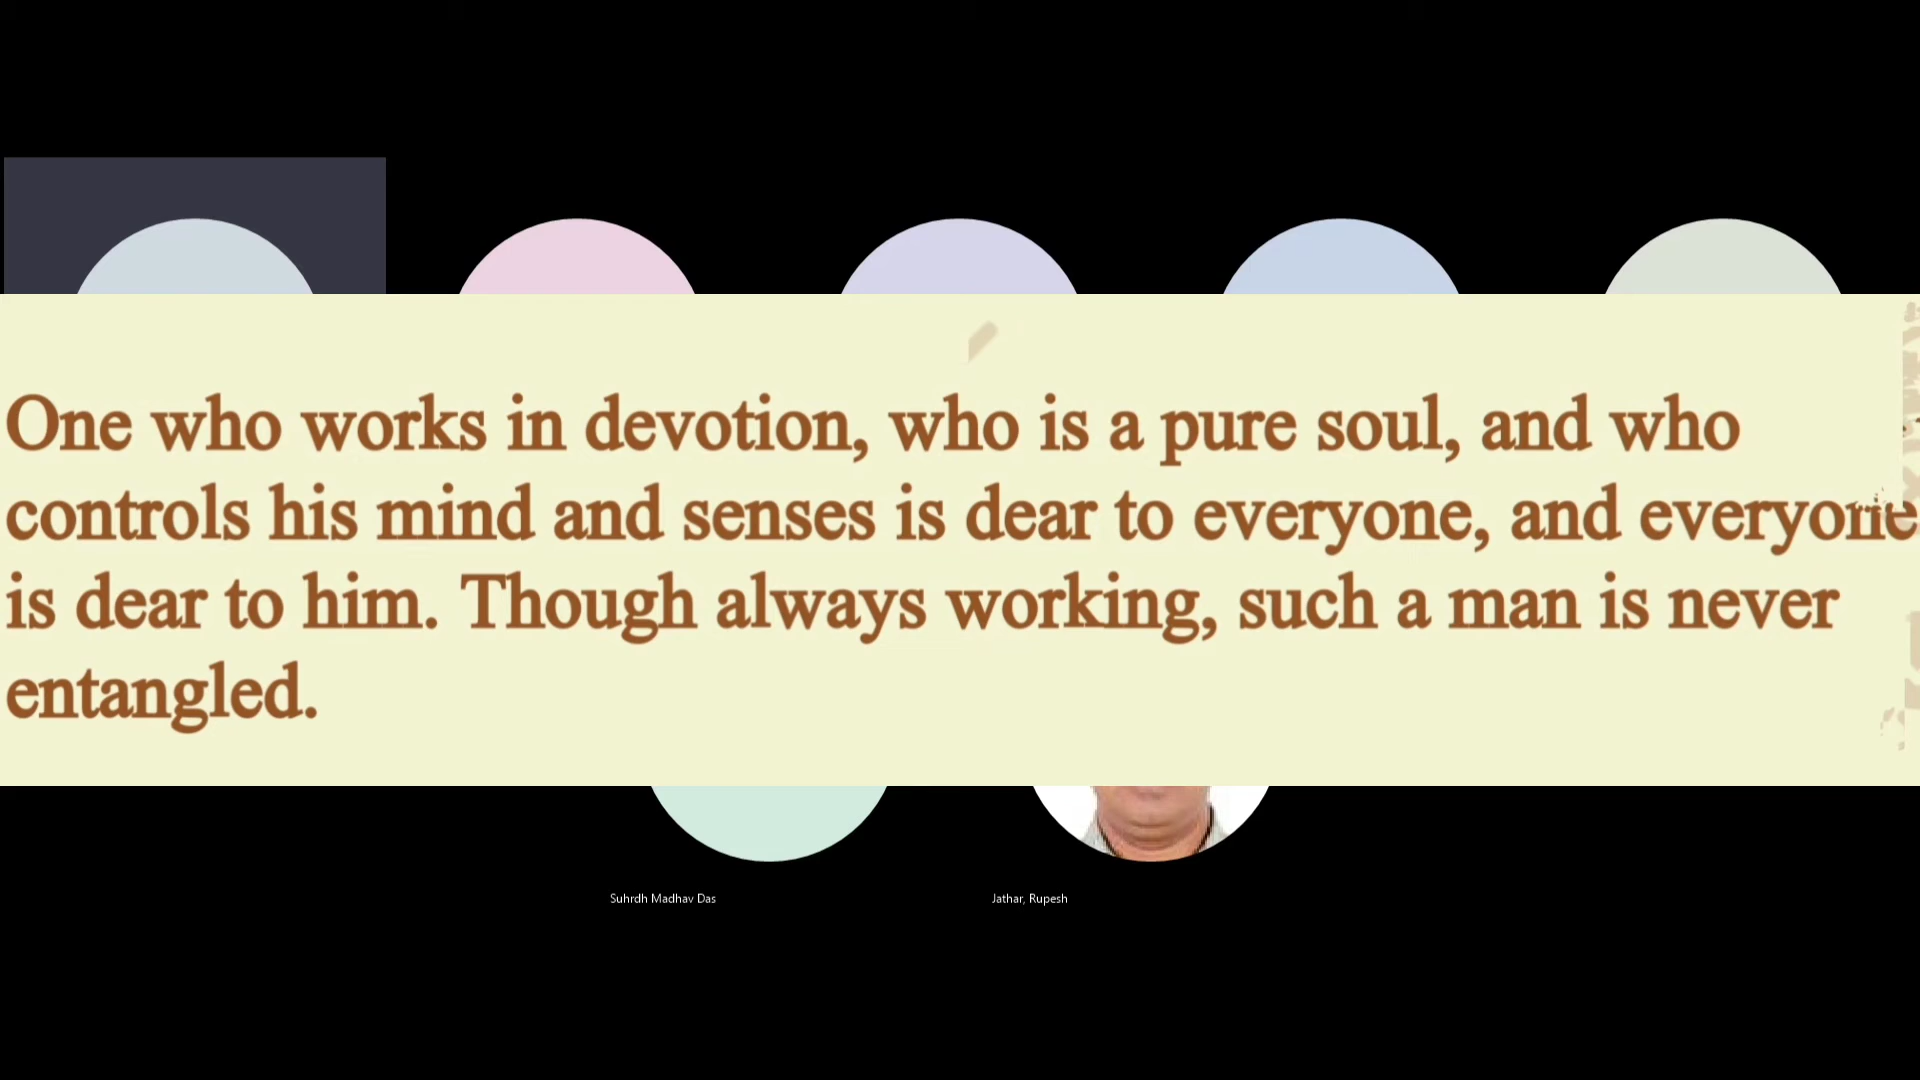 One who works in devotion, who is a pure soul, and who
controls his mind and senses is dear to everyone, and everyone
is dear to him. Though always working, such a man is never
entangled.
Suhrdh Madhav Das
Jathar, Rupesh